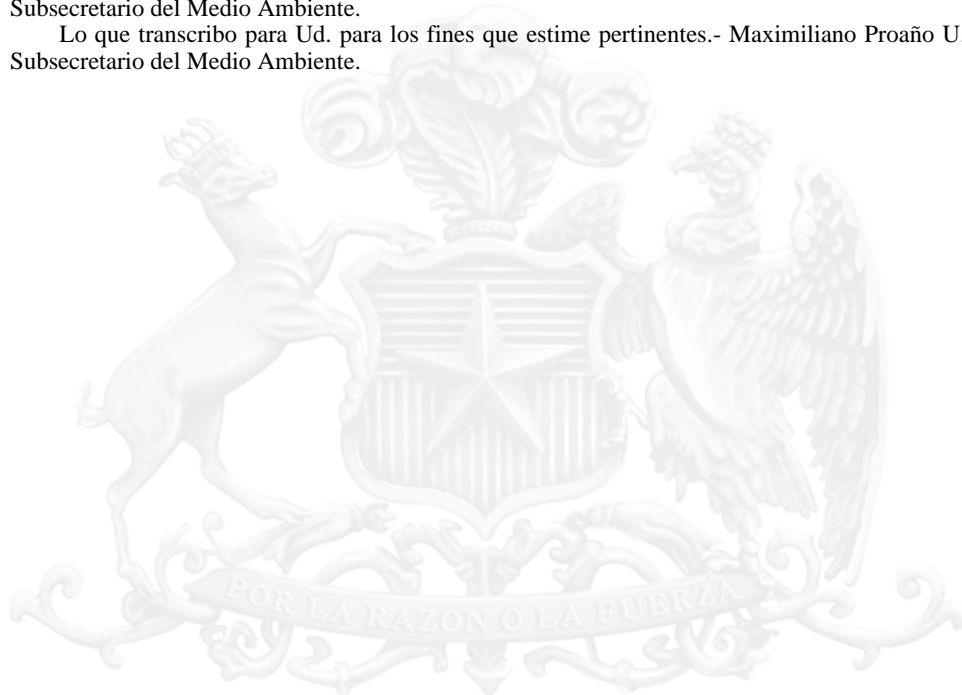 Subsecretario del Medio Ambiente.
Lo que transcribo para Ud. para los fines que estime pertinentes.- Maximiliano Proaño U.
Subsecretario del Medio Ambiente.
POR LA RAZON O LA FUERZA